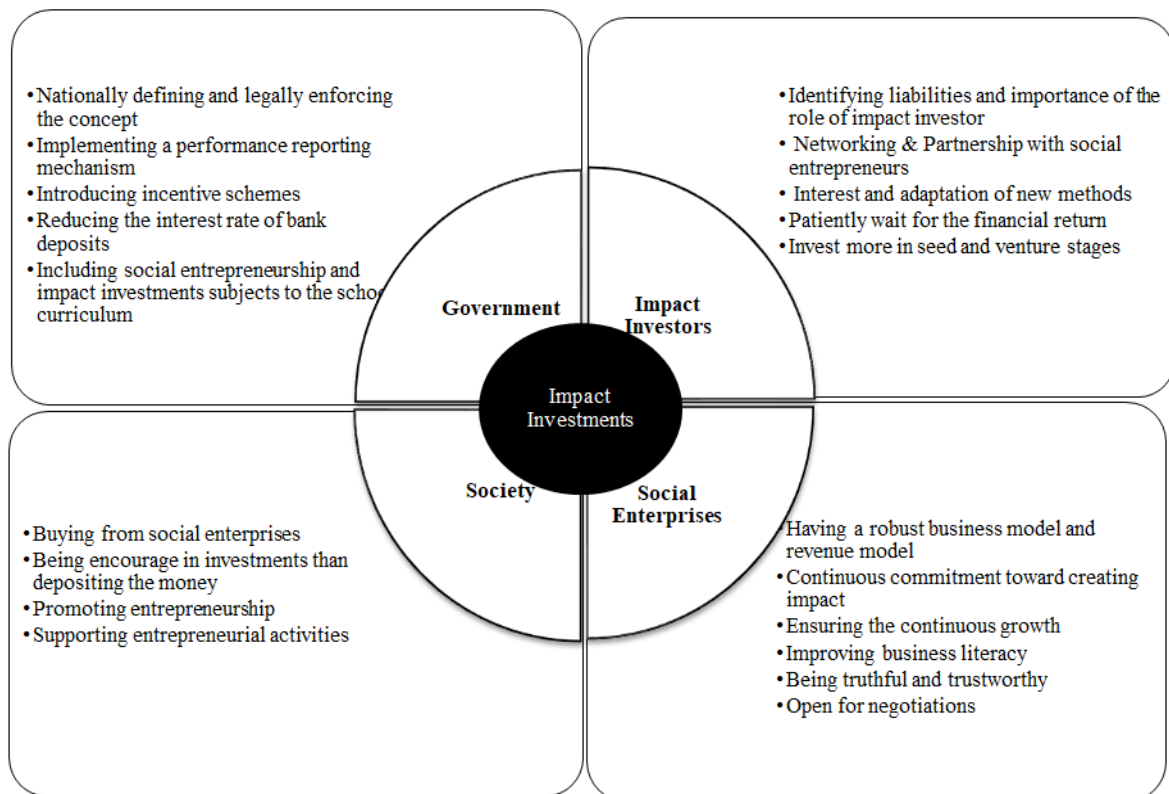 •Nationally defining and legally enforcing
the concept
•Implementing a performance reporting
mechanism
•Introducing incentive schemes
•Reducing the interest rate of bank
deposits
•Including social entrepreneurship and
impact investments subjects to the schoo
curriculum
•Identifying liabilities and importance of the
role of impact investor
• Networking & Partnership with social
entrepreneurs
• Interest and adaptation of new methods
•Patiently wait for the financial return
•Invest more in seed and venture stages
Government
Impact
Investors
Impact
Investments
Society
Social
Enterprises
•Buying from social enterprises
•Being encourage in investments than
depositing the money
•Promoting entrepreneurship
•Supporting entrepreneurial activities
•Having a robust business model and
revenue model
•Continuous commitment toward creating
impact
•Ensuring the continuous growth
•Improving business literacy
•Being truthful and trustworthy
•Open for negotiations